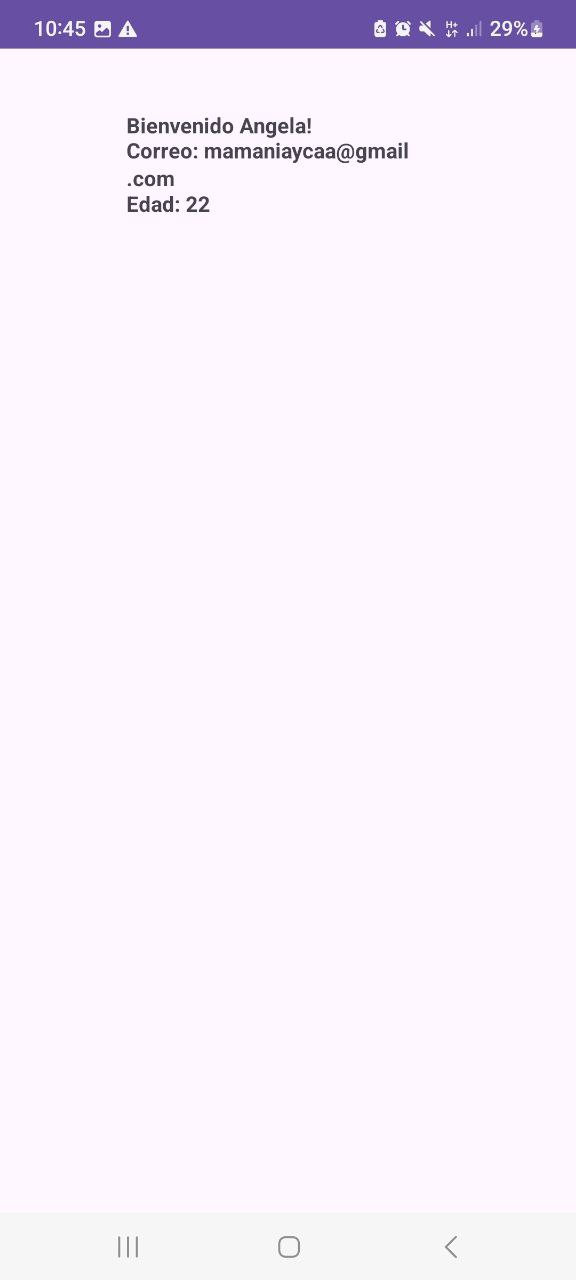 10:45 29%
Bienvenido Angela!
Correo: mamaniaycaa@gmail
.com
Edad: 22